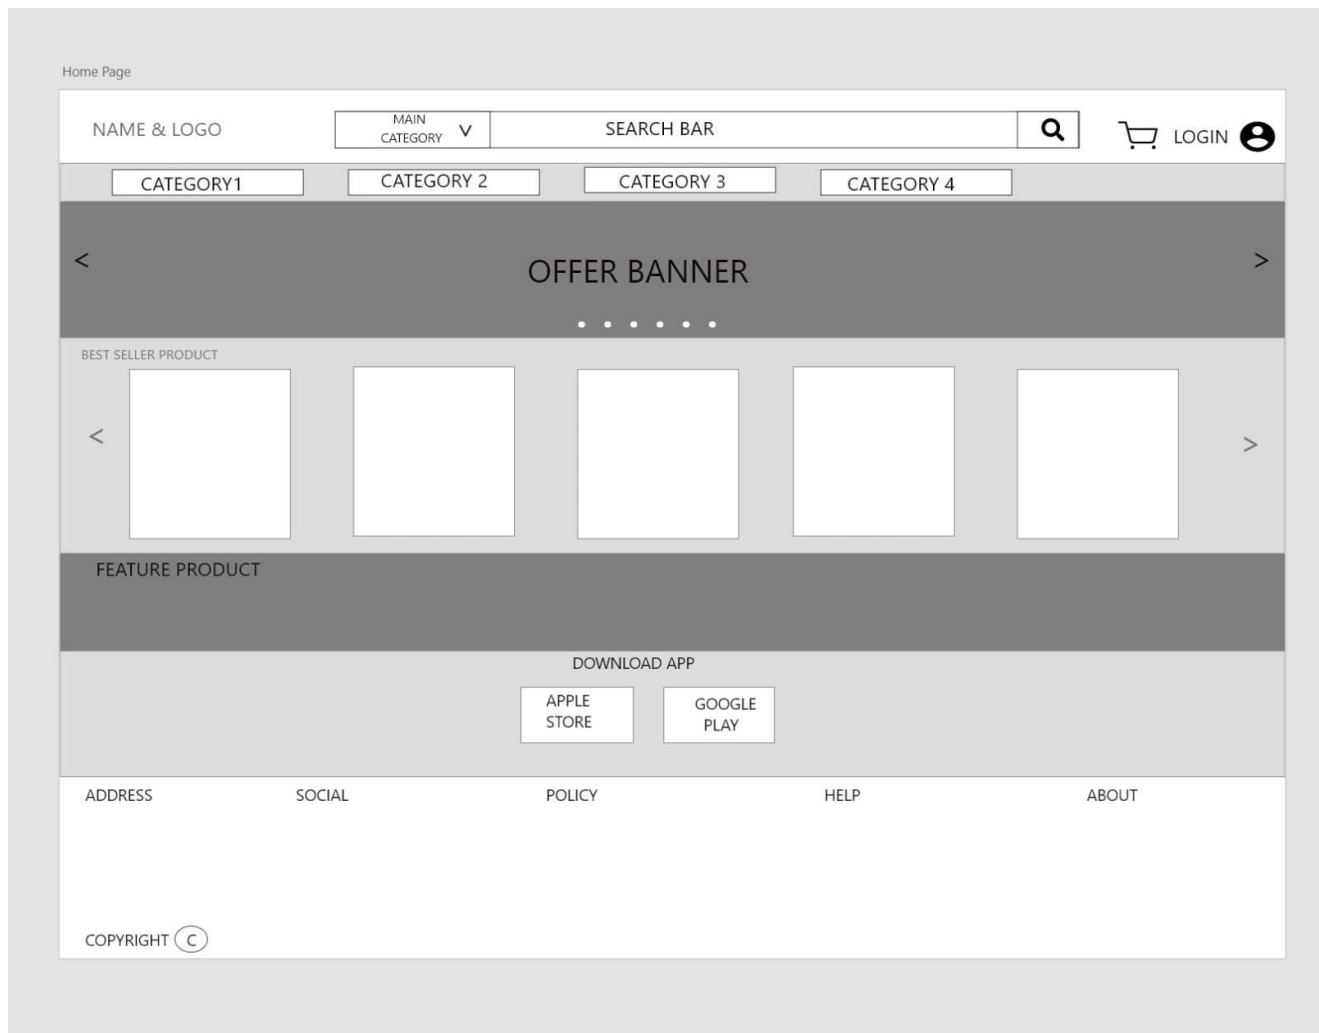 Home Page
NAME & LOGO
MAIN
CATEGORY
V
SEARCH BAR
LOGIN
CATEGORY1
CATEGORY 2
CATEGORY 3
CATEGORY 4
<
OFFER BANNER
>
BEST SELLER PRODUCT
<
>
FEATURE PRODUCT
DOWNLOAD APP
APPLE
STORE
GOOGLE
PLAY
ADDRESS
SOCIAL
POLICY
HELP
ABOUT
COPYRIGHT C